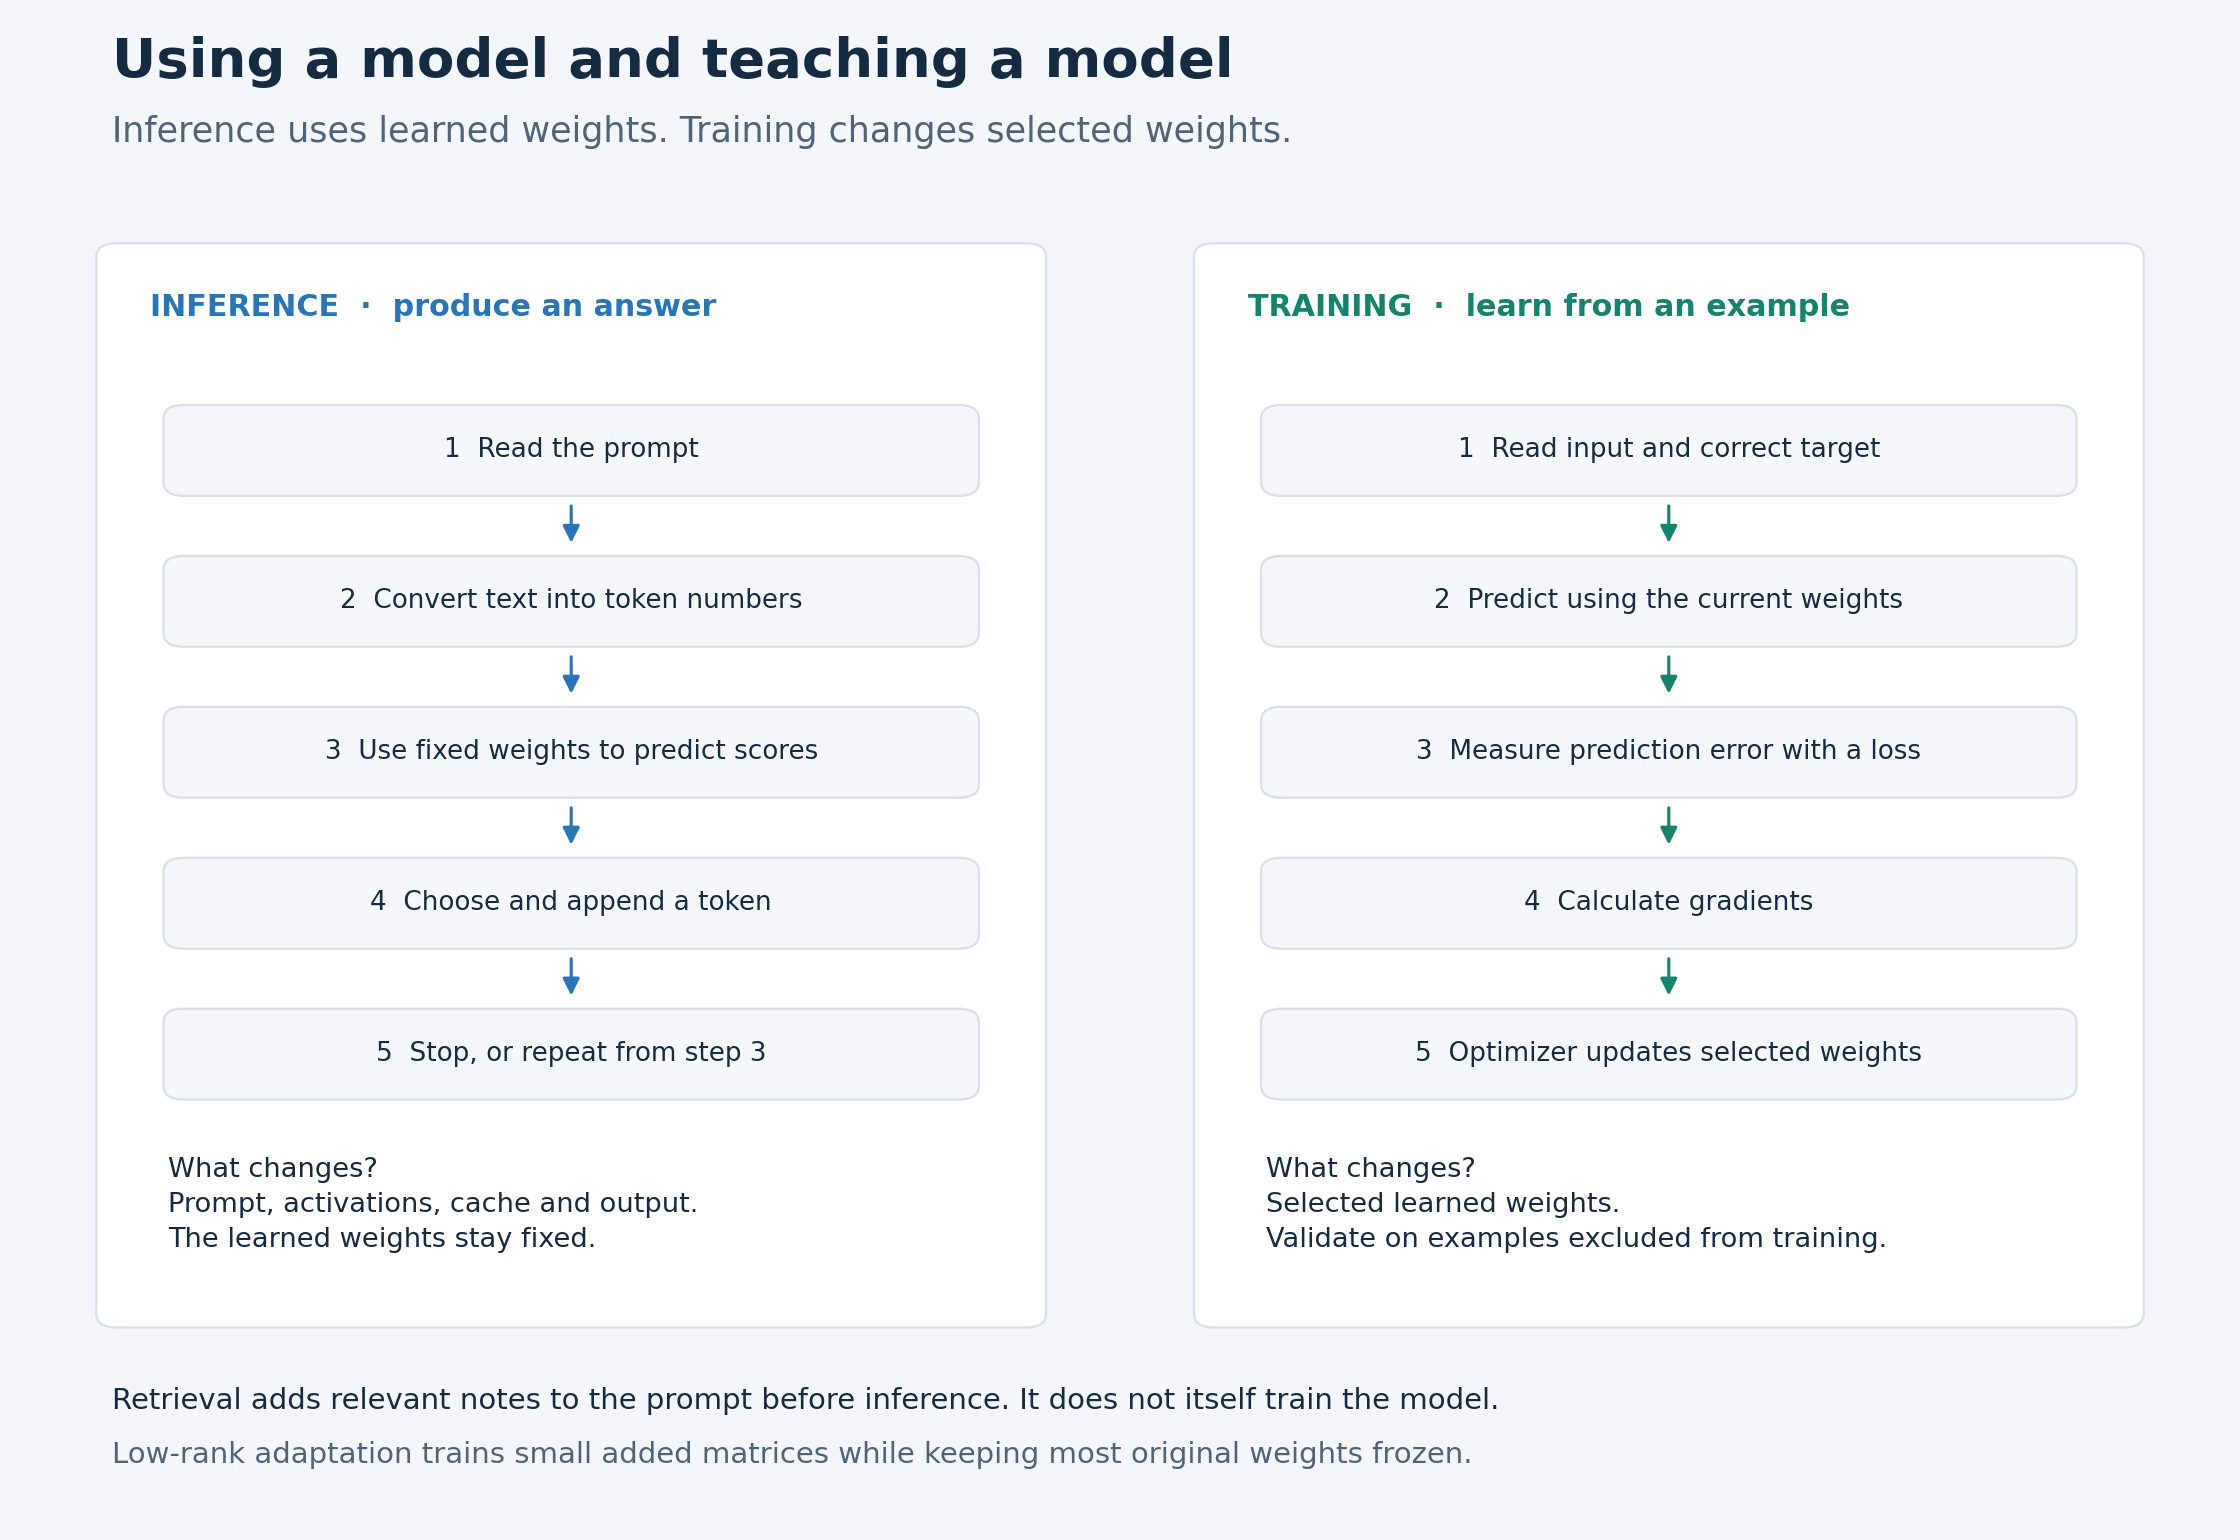 Using a model and teaching a model
Inference uses learned weights. Training changes selected weights.
INFERENCE · produce an answer
1 Read the prompt
2 Convert text into token numbers
3 Use fixed weights to predict scores
4 Choose and append a token
5 Stop, or repeat from step 3
What changes?
Prompt, activations, cache and output.
The learned weights stay fixed.
TRAINING · learn from an example
1 Read input and correct target
2 Predict using the current weights
3 Measure prediction error with a loss
4 Calculate gradients
5 Optimizer updates selected weights
What changes?
Selected learned weights.
Validate on examples excluded from training.
Retrieval adds relevant notes to the prompt before inference. It does not itself train the model.
Low-rank adaptation trains small added matrices while keeping most original weights frozen.